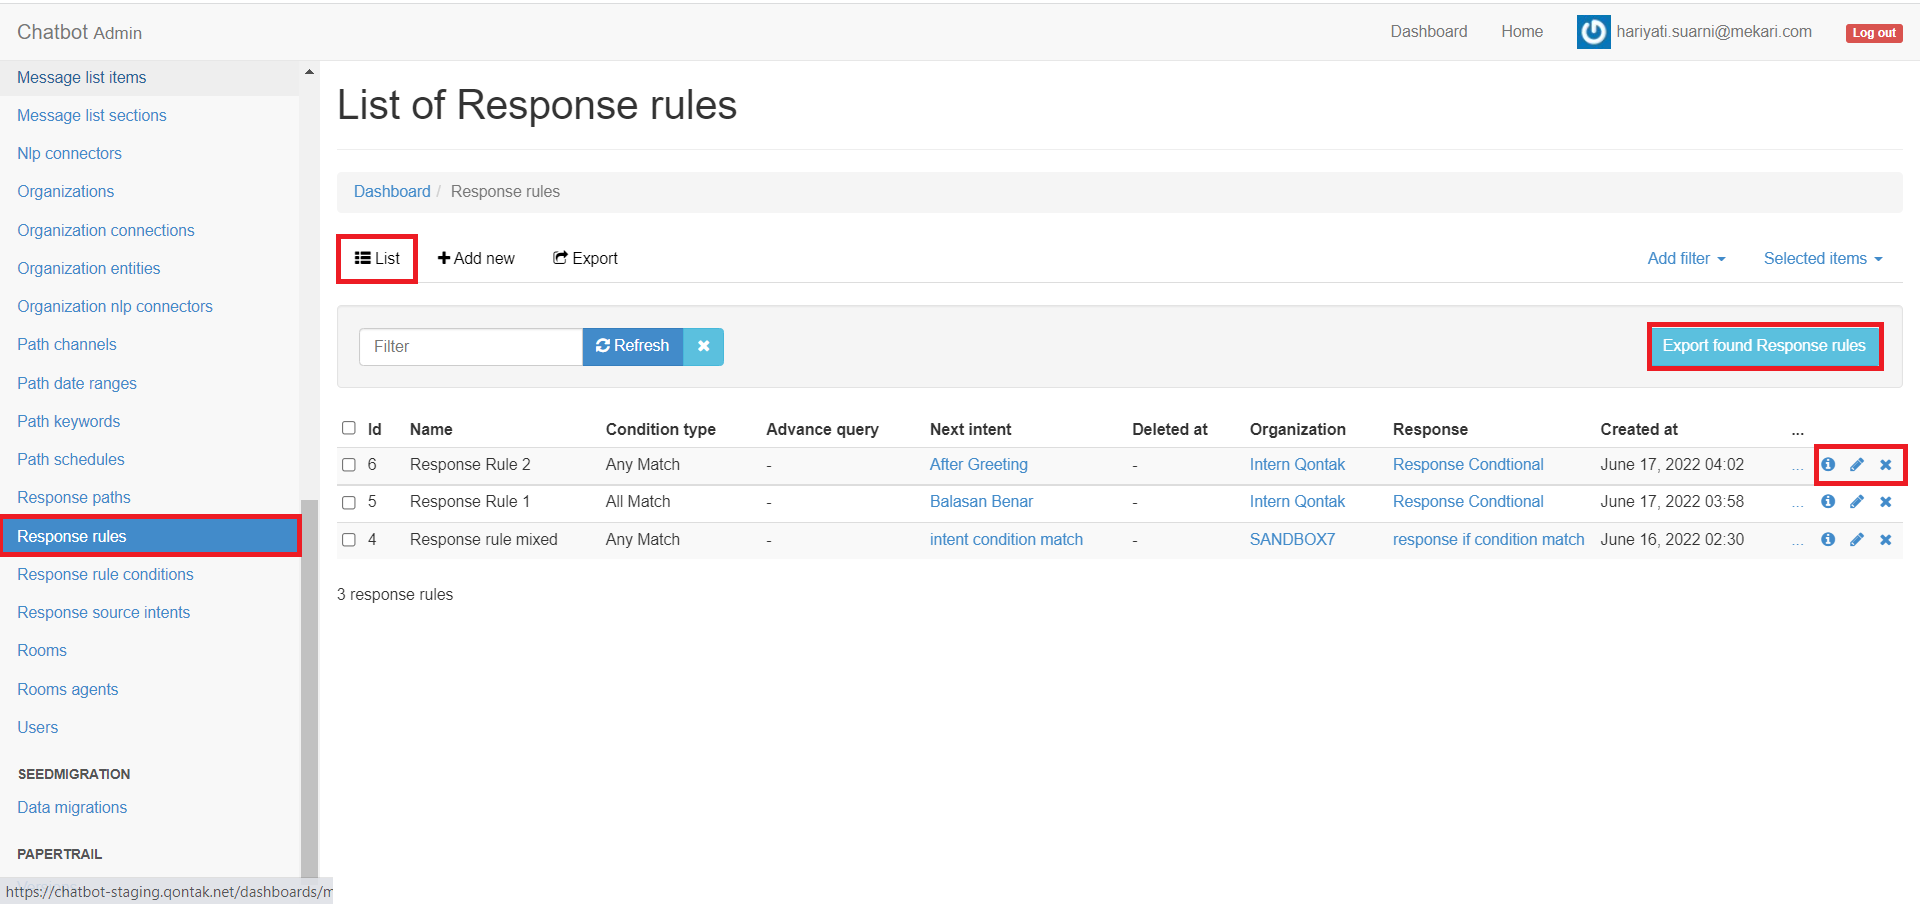 Chatbot Admin
Dashboard
Home
hariyati.suarni@mekari.com
Log out
Message list items
Message list sections
Nlp connectors
Organizations
Organization connections
Organization entities
Organization nlp connectors
Path channels
Path date ranges
Path keywords
Path schedules
Response paths
Response rules
Response rule conditions
Response source intents
Rooms
Rooms agents
Users
SEEDMIGRATION
Data migrations
PAPERTRAIL
https://chatbot-staging.qontak.net/dashboards/m
List of Response rules
Dashboard / Response rules
List
Add new
Export
Add filter
Selected items
Filter
Refresh
Export found Response rules
Id Name Condition type Advance query Next intent Deleted at Organization Response Created at ...
6 Response Rule 2 Any Match - After Greeting - Intern Qontak Response Condtional June 17, 2022 04:02 ...
5 Response Rule 1 All Match - Balasan Benar - Intern Qontak Response Condtional June 17, 2022 03:58 ...
4 Response rule mixed Any Match - intent condition match - SANDBOX7 response if condition match June 16, 2022 02:30 ...
3 response rules